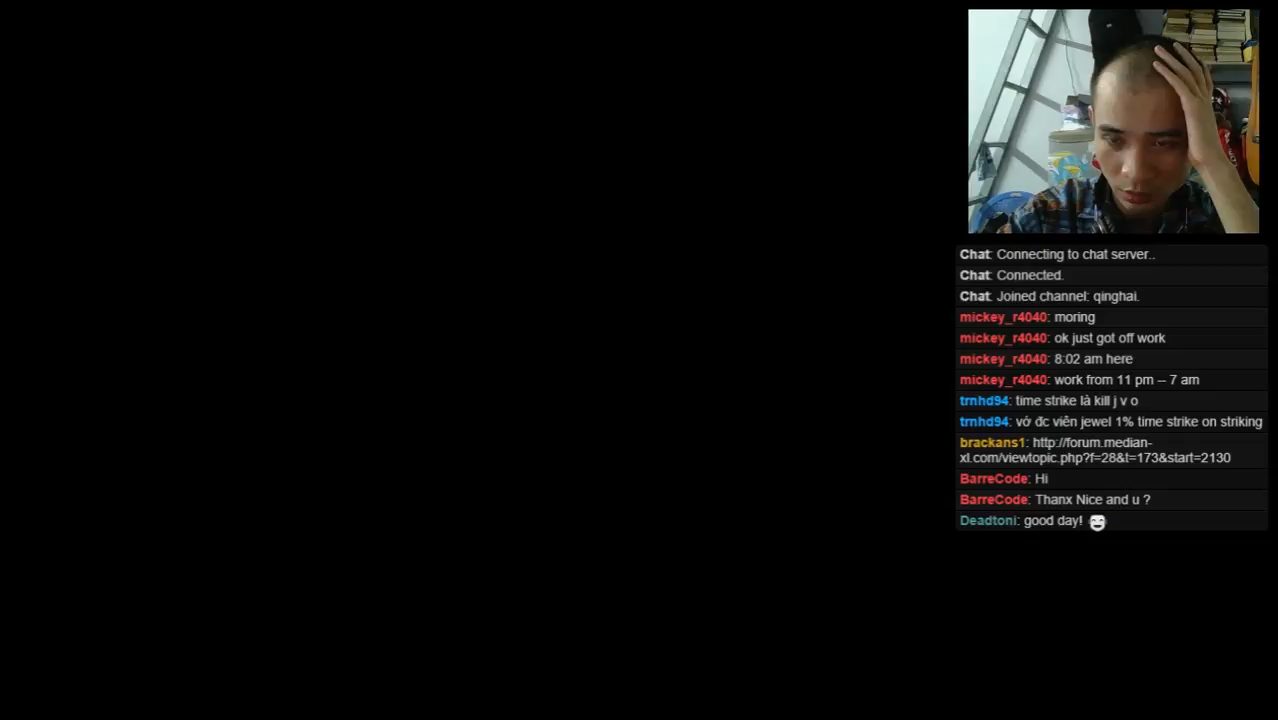 Chat: Connecting to chat server..
Chat: Connected.
Chat: Joined channel: qinghai.
mickey_r4040: moring
mickey_r4040: ok just got off work
mickey_r4040: 8:02 am here
mickey_r4040: work from 11 pm -- 7 am
trnhd94: time strike là kill j v o
trnhd94: vớ đc viên jewel 1% time strike on striking
brackans1: http://forum.median-
xl.com/viewtopic.php?f=28&t=173&start=2130
BarreCode: Hi
BarreCode: Thanx Nice and u ?
Deadtoni: good day!